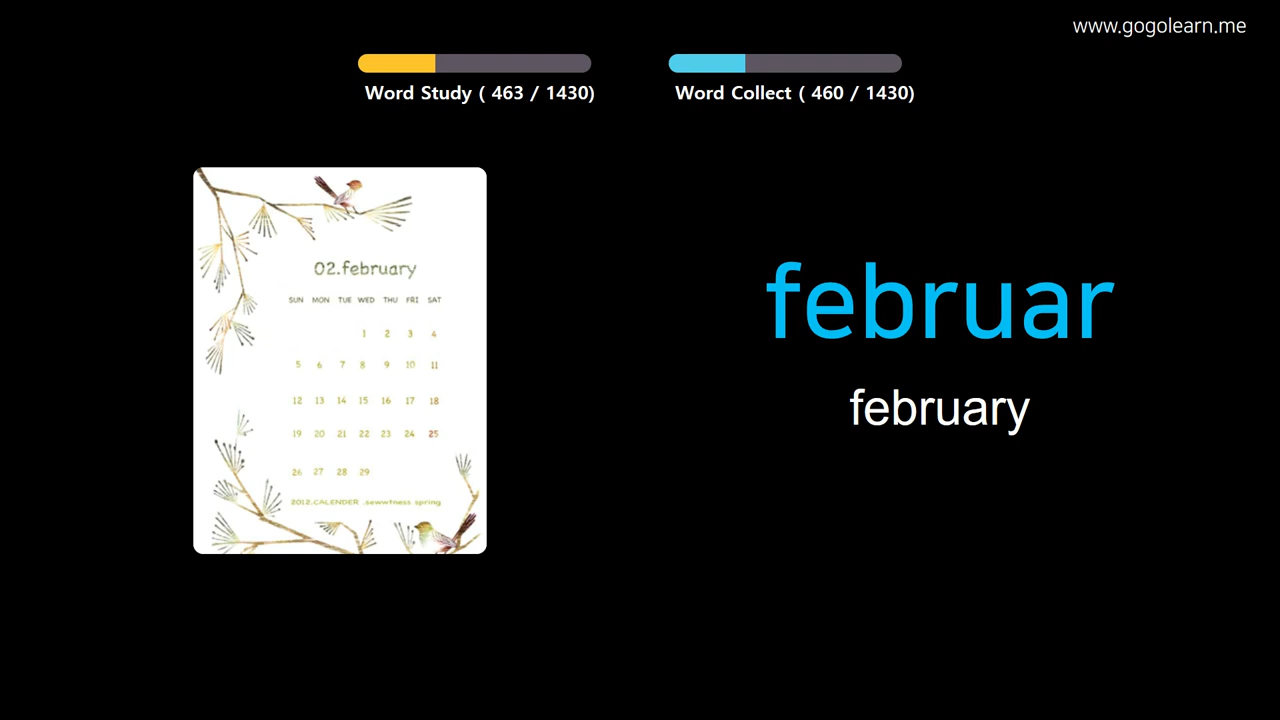 www.gogolearn.me
Word Study ( 463 / 1430)
Word Collect ( 460 / 1430)
02.february
SUN MON TUE WED THU FRI SAT
1 2 3 4
5 6 7 8 9 10 11
12 13 14 15 16 17 18
19 20 21 22 23 24 25
26 27 28 29
2012.CALENDER .sewwtness spring
februar
february